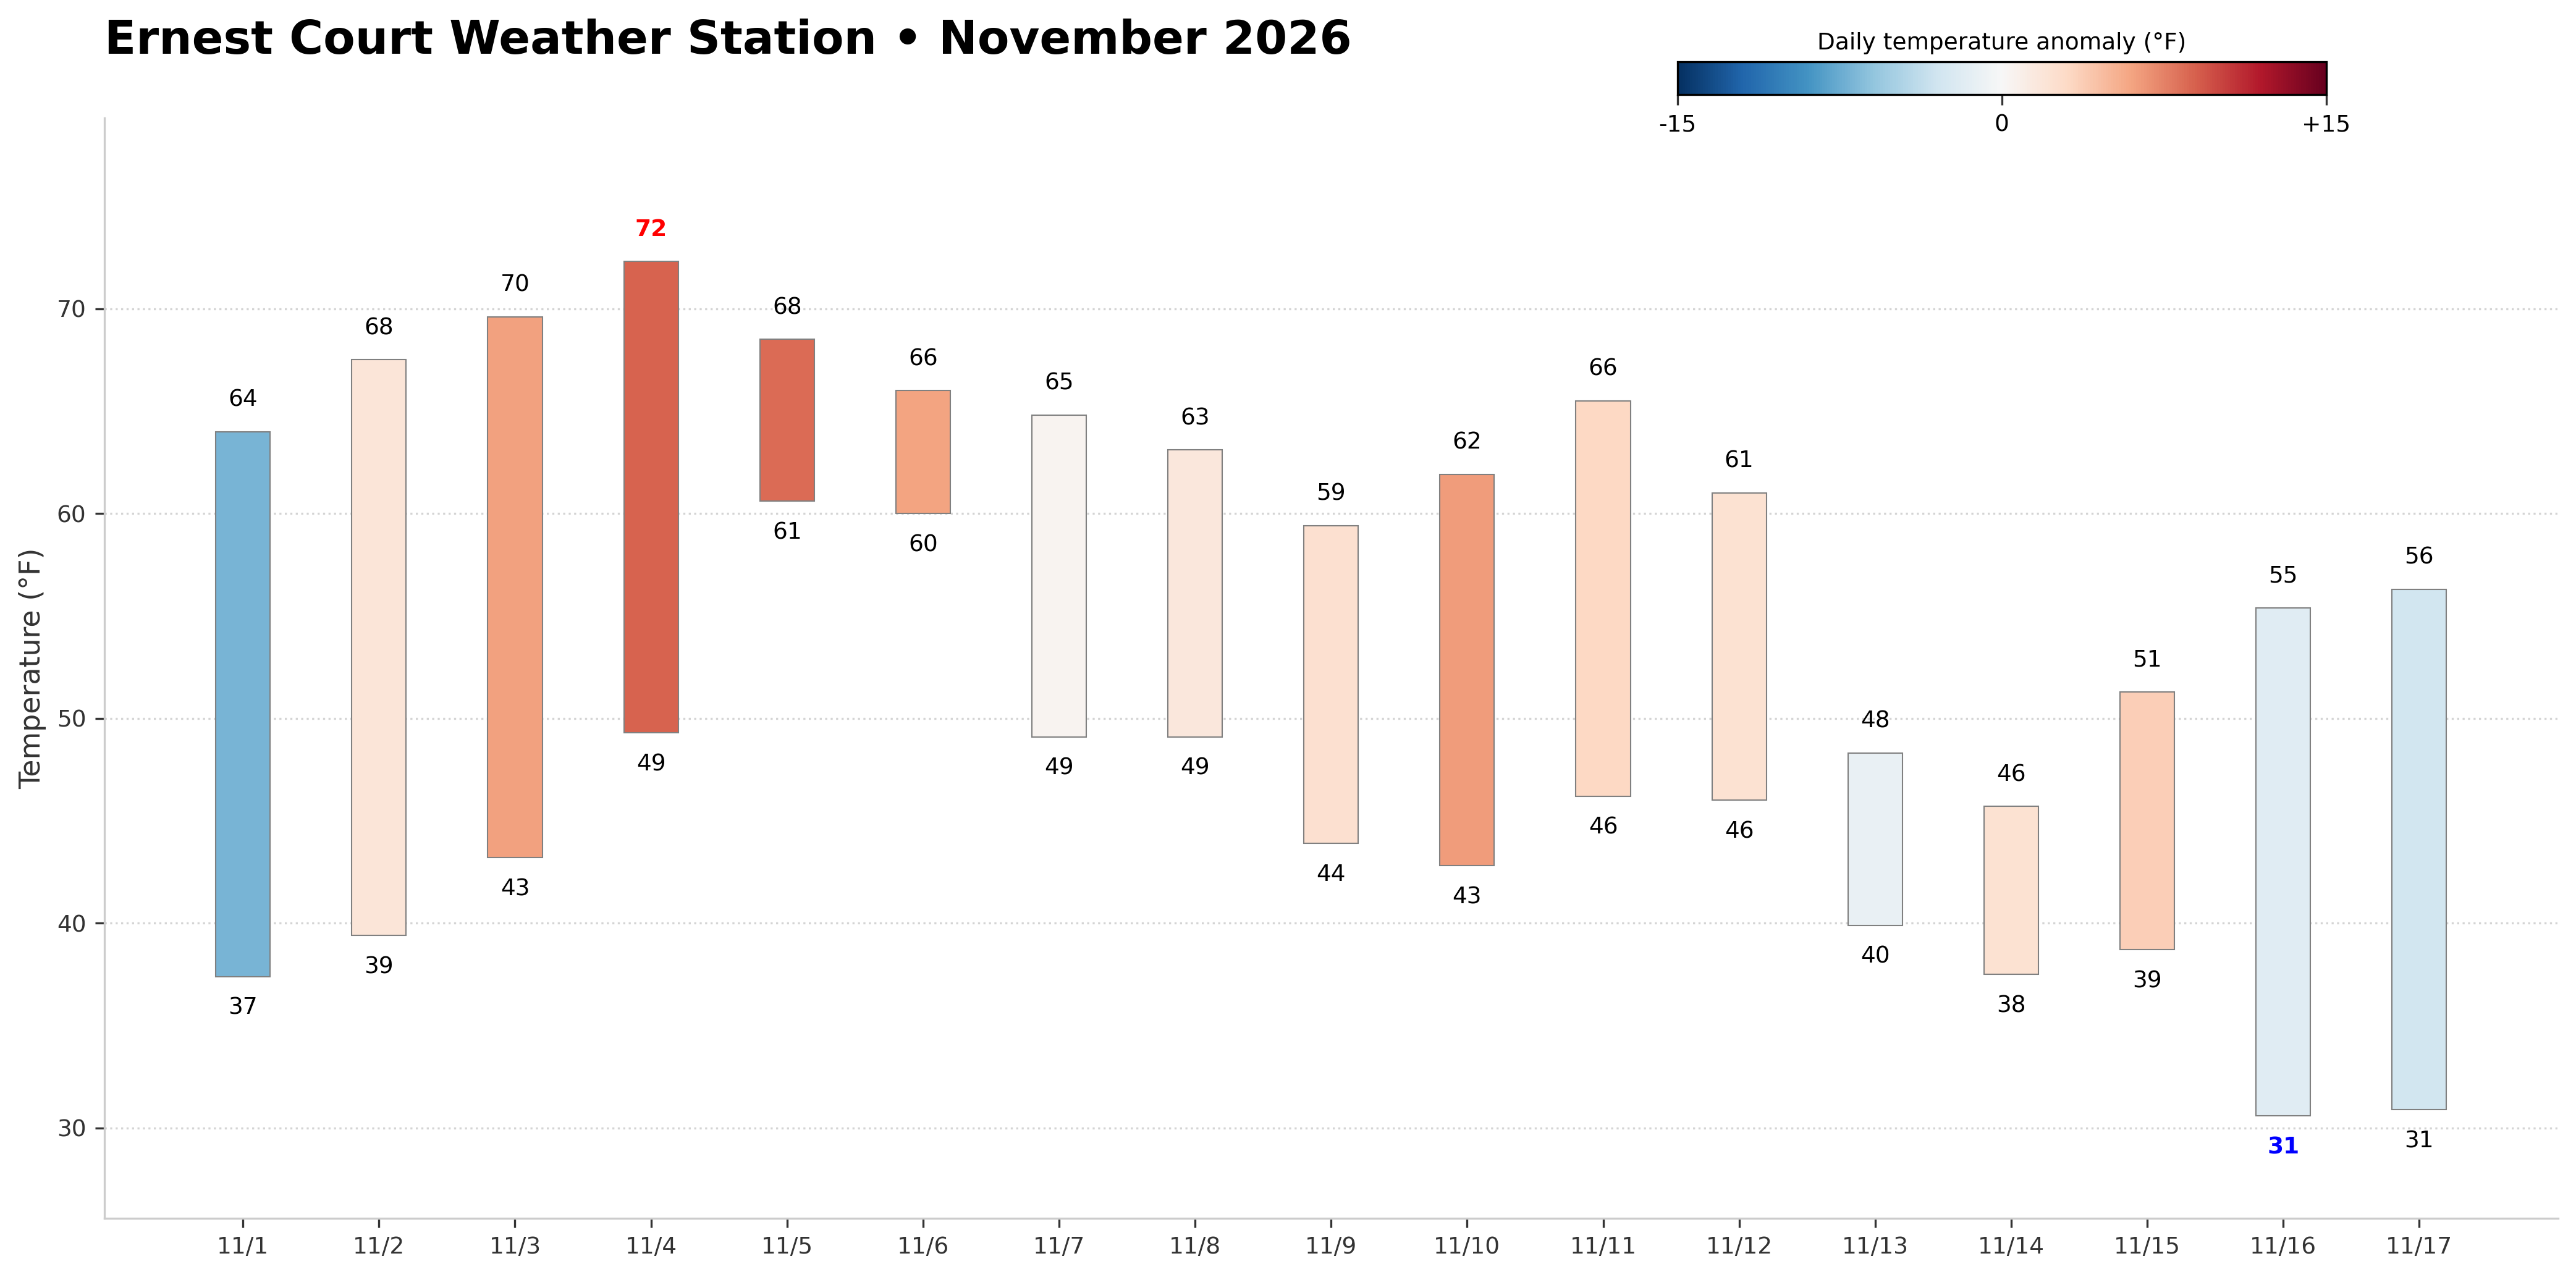 Ernest Court Weather Station • November 2026
Daily temperature anomaly (°F)
-15 0 +15
Temperature (°F)
70
60
50
40
30
64 68 70 72 68 66 65 63 59 62 66 61 48 46 51 55 56
37 39 43 49 61 60 49 49 44 43 46 46 40 38 39 31 31
11/1 11/2 11/3 11/4 11/5 11/6 11/7 11/8 11/9 11/10 11/11 11/12 11/13 11/14 11/15 11/16 11/17